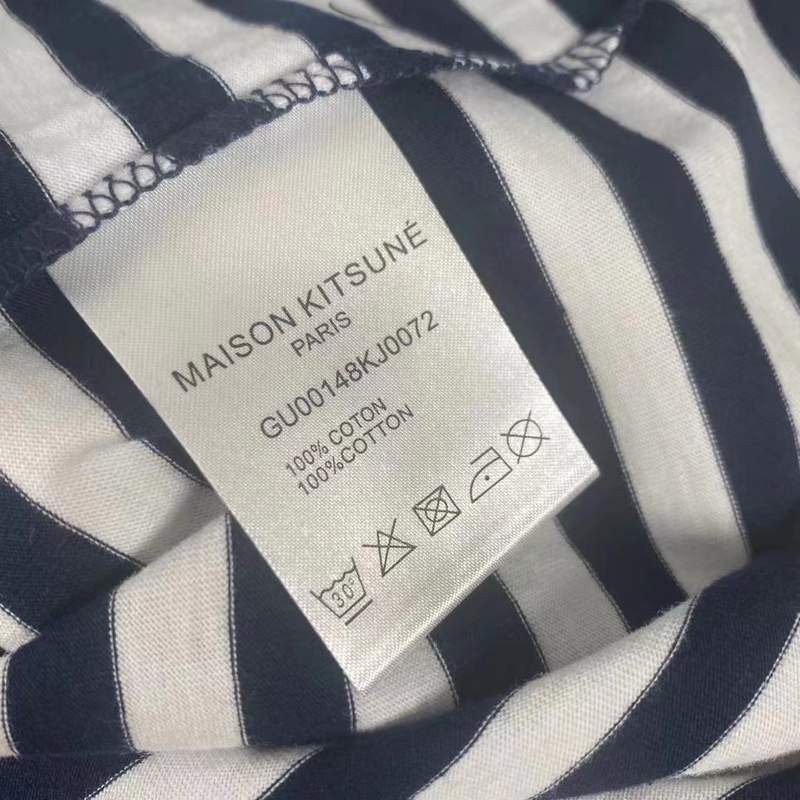 MAISON KITSUNÉ
PARIS
GU00148KJ0072
100% COTON
100%COTTON
30°